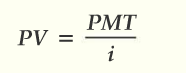 PV = PMT / i